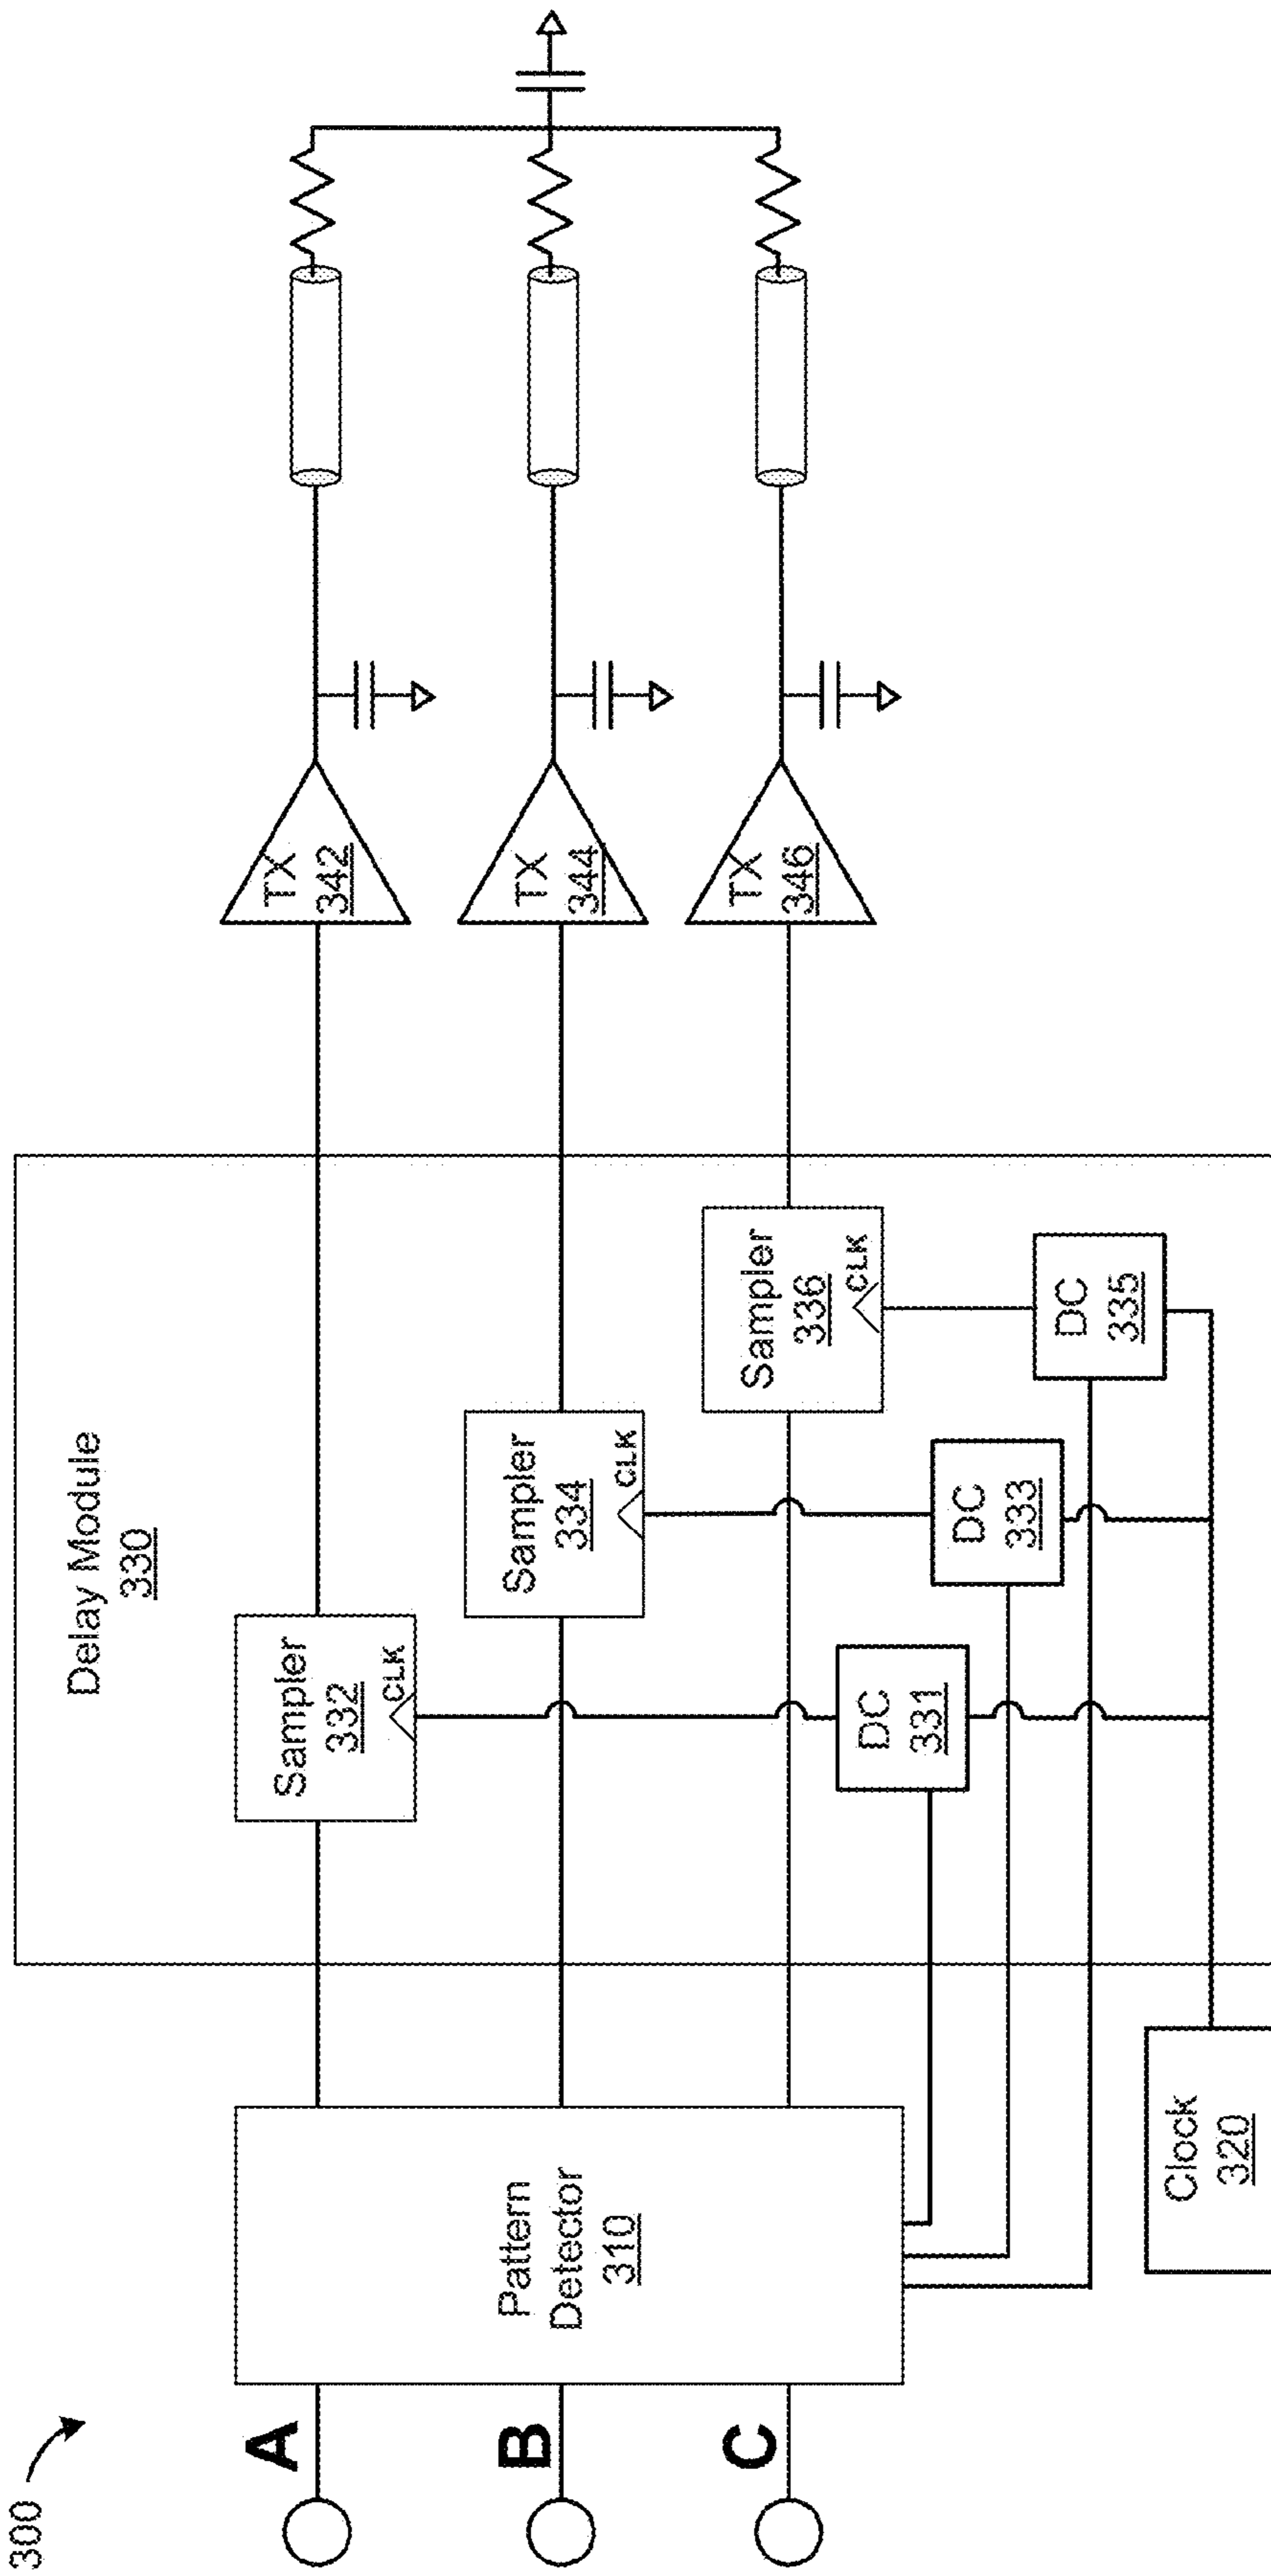 300
A
B
C
Pattern
Detector
310
Clock
320
Delay Module
330
Sampler
332
CLK
Sampler
334
CLK
Sampler
336
CLK
DC
331
DC
333
DC
335
TX
342
TX
344
TX
346